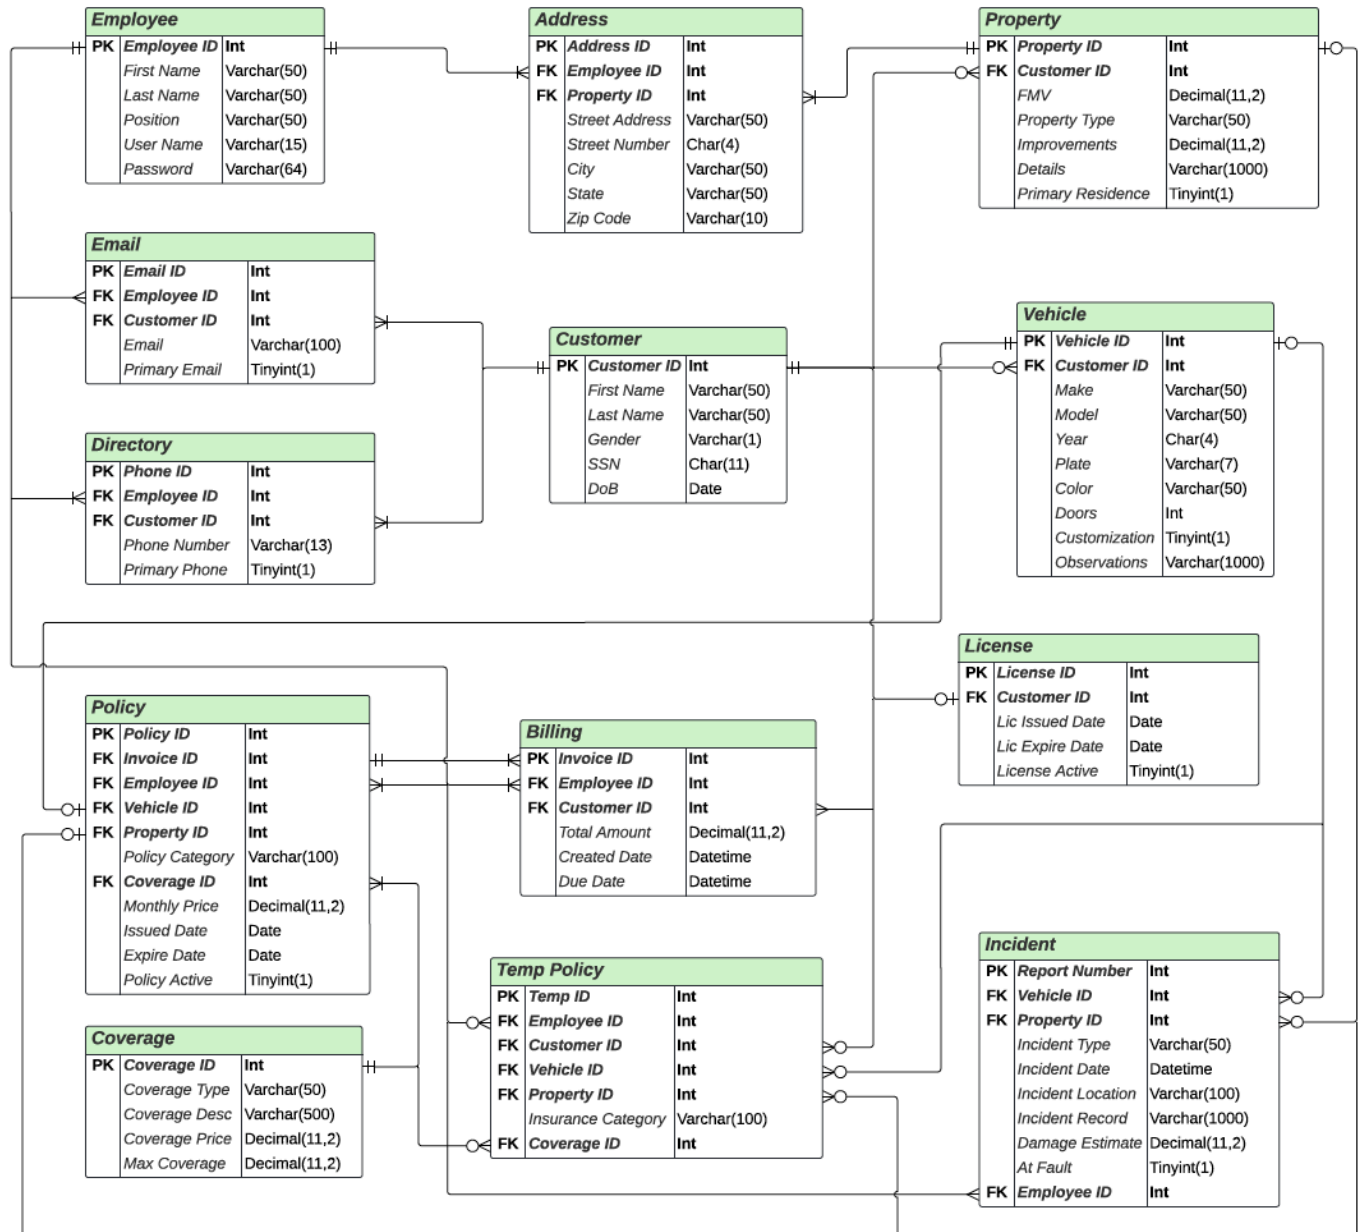 Employee
PK Employee ID Int
First Name Varchar(50)
Last Name Varchar(50)
Position Varchar(50)
User Name Varchar(15)
Password Varchar(64)
Address
PK Address ID Int
FK Employee ID Int
FK Property ID Int
Street Address Varchar(50)
Street Number Char(4)
City Varchar(50)
State Varchar(50)
Zip Code Varchar(10)
Property
PK Property ID Int
FK Customer ID Int
FMV Decimal(11,2)
Property Type Varchar(50)
Improvements Decimal(11,2)
Details Varchar(1000)
Primary Residence Tinyint(1)
Email
PK Email ID Int
FK Employee ID Int
FK Customer ID Int
Email Varchar(100)
Primary Email Tinyint(1)
Customer
PK Customer ID Int
First Name Varchar(50)
Last Name Varchar(50)
Gender Varchar(1)
SSN Char(11)
DoB Date
Vehicle
PK Vehicle ID Int
FK Customer ID Int
Make Varchar(50)
Model Varchar(50)
Year Char(4)
Plate Varchar(7)
Color Varchar(50)
Doors Int
Customization Tinyint(1)
Observations Varchar(1000)
Directory
PK Phone ID Int
FK Employee ID Int
FK Customer ID Int
Phone Number Varchar(13)
Primary Phone Tinyint(1)
License
PK License ID Int
FK Customer ID Int
Lic Issued Date Date
Lic Expire Date Date
License Active Tinyint(1)
Policy
PK Policy ID Int
FK Invoice ID Int
FK Employee ID Int
FK Vehicle ID Int
FK Property ID Int
Policy Category Varchar(100)
FK Coverage ID Int
Monthly Price Decimal(11,2)
Issued Date Date
Expire Date Date
Policy Active Tinyint(1)
Billing
PK Invoice ID Int
FK Employee ID Int
FK Customer ID Int
Total Amount Decimal(11,2)
Created Date Datetime
Due Date Datetime
Coverage
PK Coverage ID Int
Coverage Type Varchar(50)
Coverage Desc Varchar(500)
Coverage Price Decimal(11,2)
Max Coverage Decimal(11,2)
Temp Policy
PK Temp ID Int
FK Employee ID Int
FK Customer ID Int
FK Vehicle ID Int
FK Property ID Int
Insurance Category Varchar(100)
FK Coverage ID Int
Incident
PK Report Number Int
FK Vehicle ID Int
FK Property ID Int
Incident Type Varchar(50)
Incident Date Datetime
Incident Location Varchar(100)
Incident Record Varchar(1000)
Damage Estimate Decimal(11,2)
At Fault Tinyint(1)
FK Employee ID Int